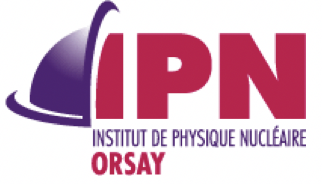 IPN
INSTITUT DE PHYSIQUE NUCLÉAIRE
ORSAY